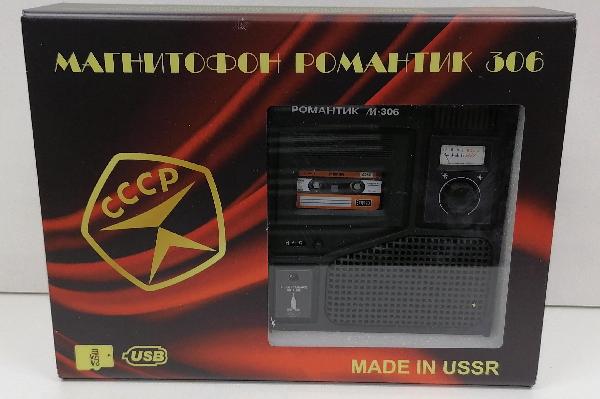 МАГНИТОФОН РОМАНТИК 306
РОМАНТИК М-306
СССР
USB
MADE IN USSR